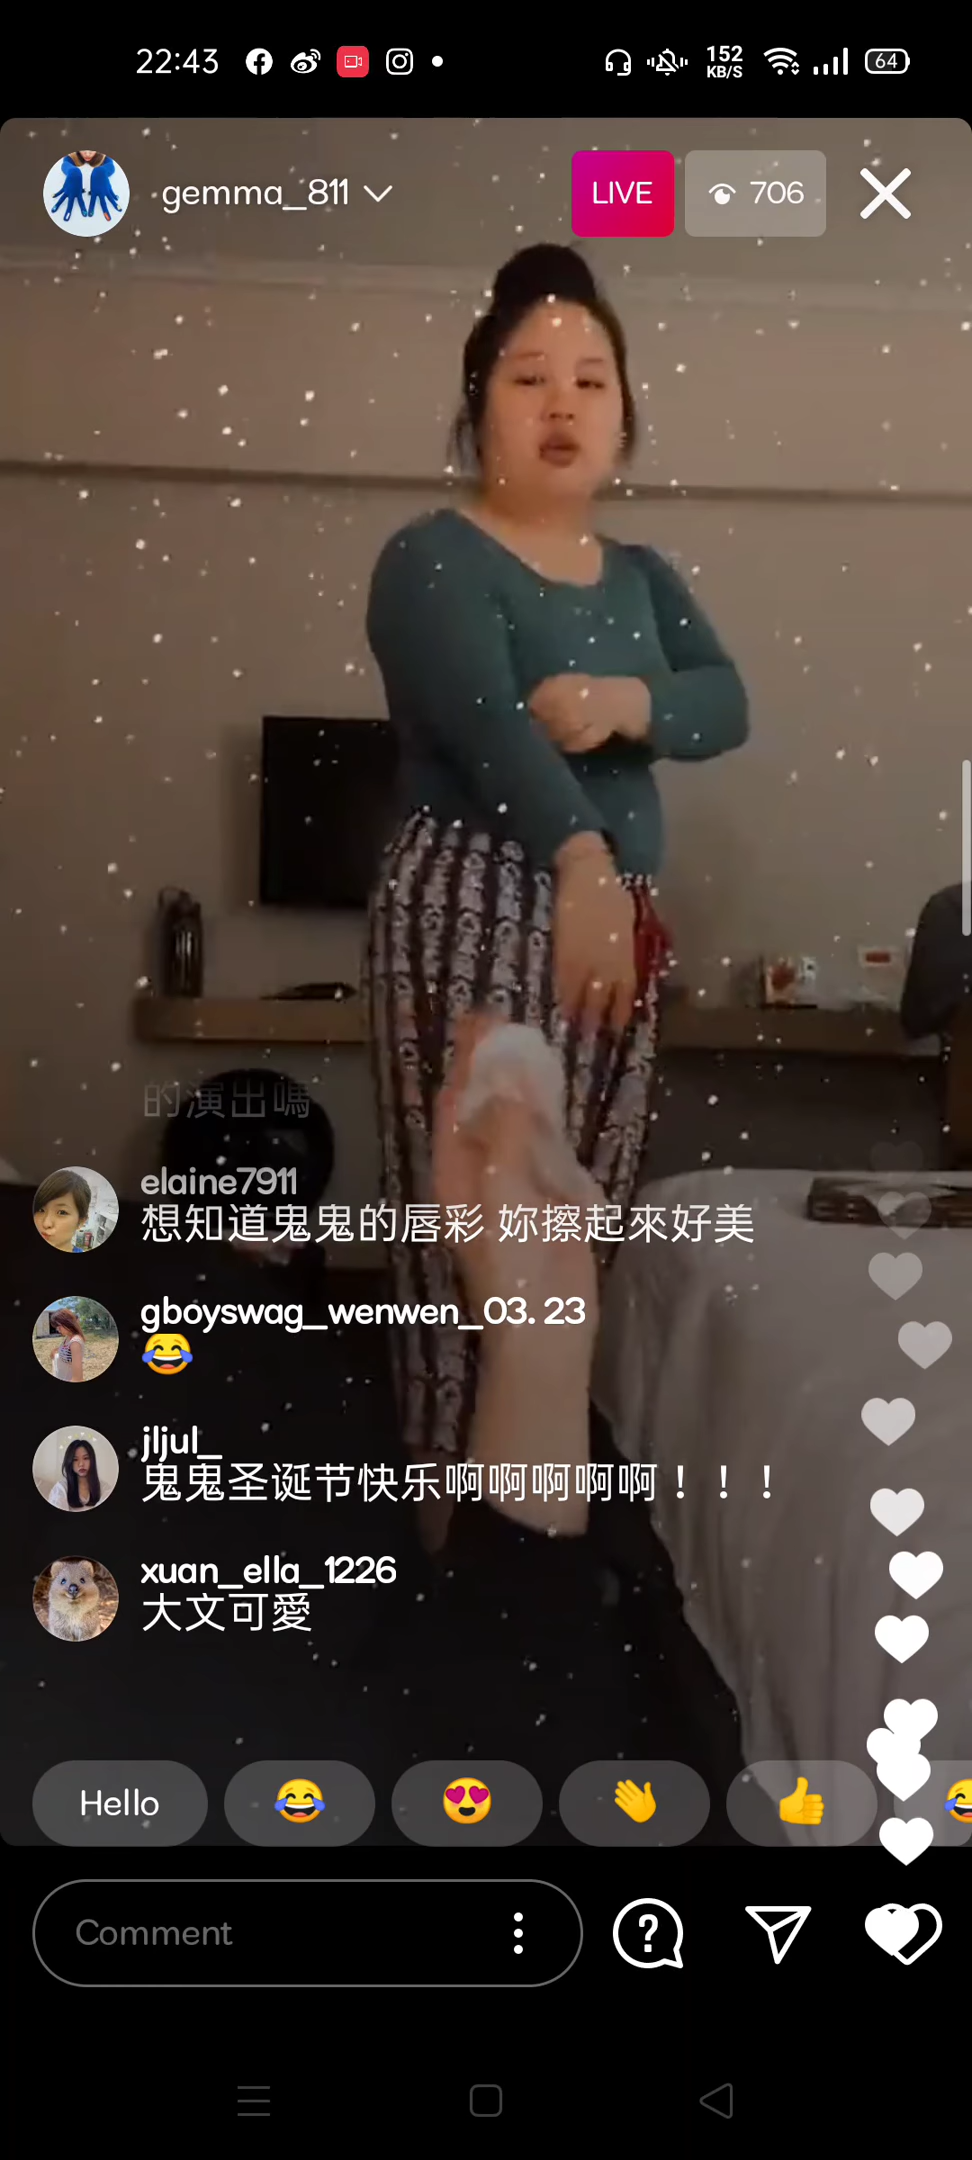 22:43
152
KB/S
64
gemma_811
LIVE
706
的演出嗎
elaine7911
想知道鬼鬼的唇彩 妳擦起來好美
gboyswag_wenwen_03. 23
😂
jljul_
鬼鬼圣诞节快乐啊啊啊啊啊！！！
xuan_ella_1226
大文可愛
Hello
Comment